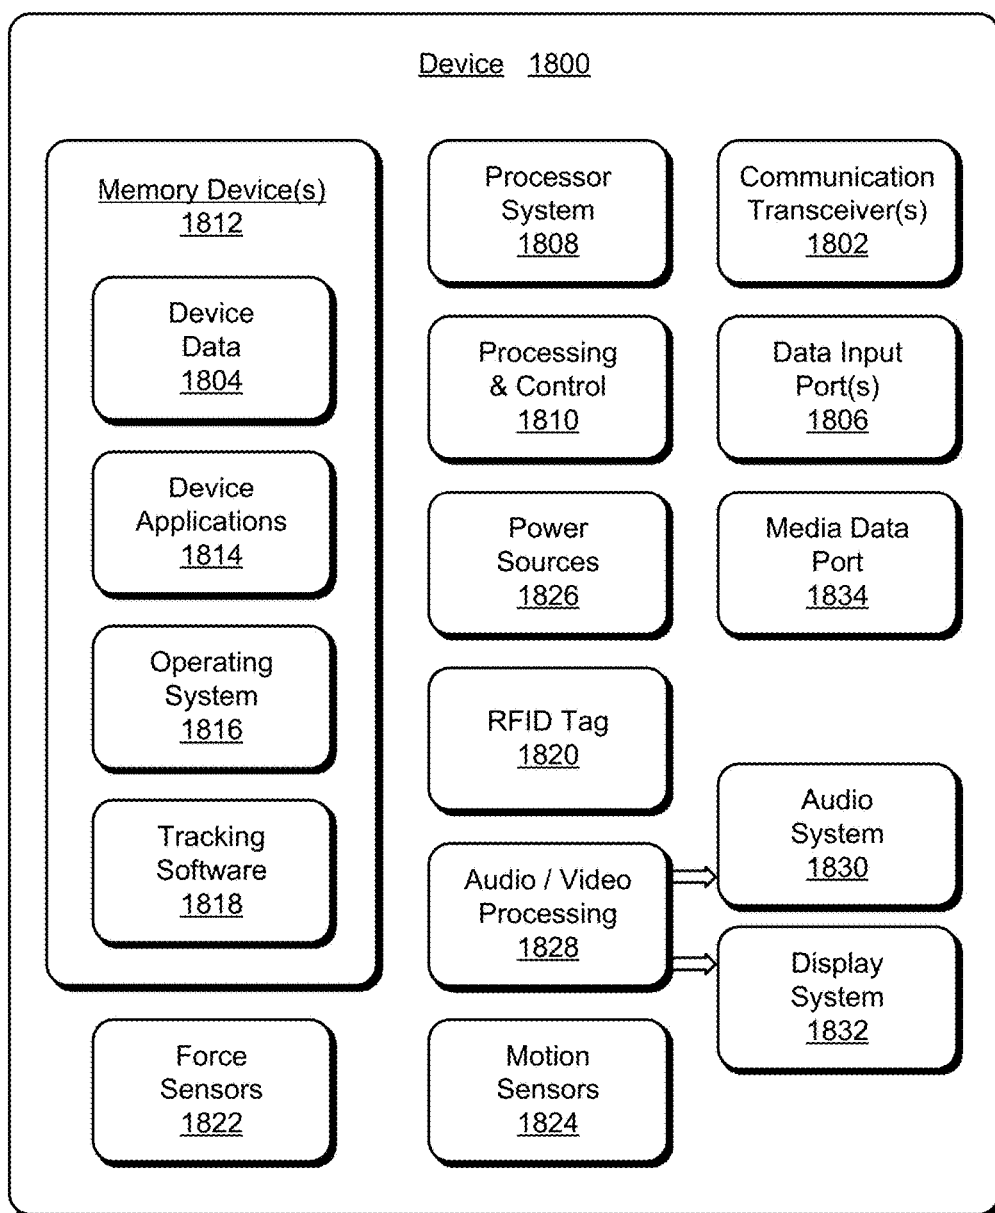 Device 1800
Memory Device(s)
1812
Device
Data
1804
Device
Applications
1814
Operating
System
1816
Tracking
Software
1818
Force
Sensors
1822
Processor
System
1808
Processing
& Control
1810
Power
Sources
1826
RFID Tag
1820
Audio / Video
Processing
1828
Motion
Sensors
1824
Communication
Transceiver(s)
1802
Data Input
Port(s)
1806
Media Data
Port
1834
Audio
System
1830
Display
System
1832